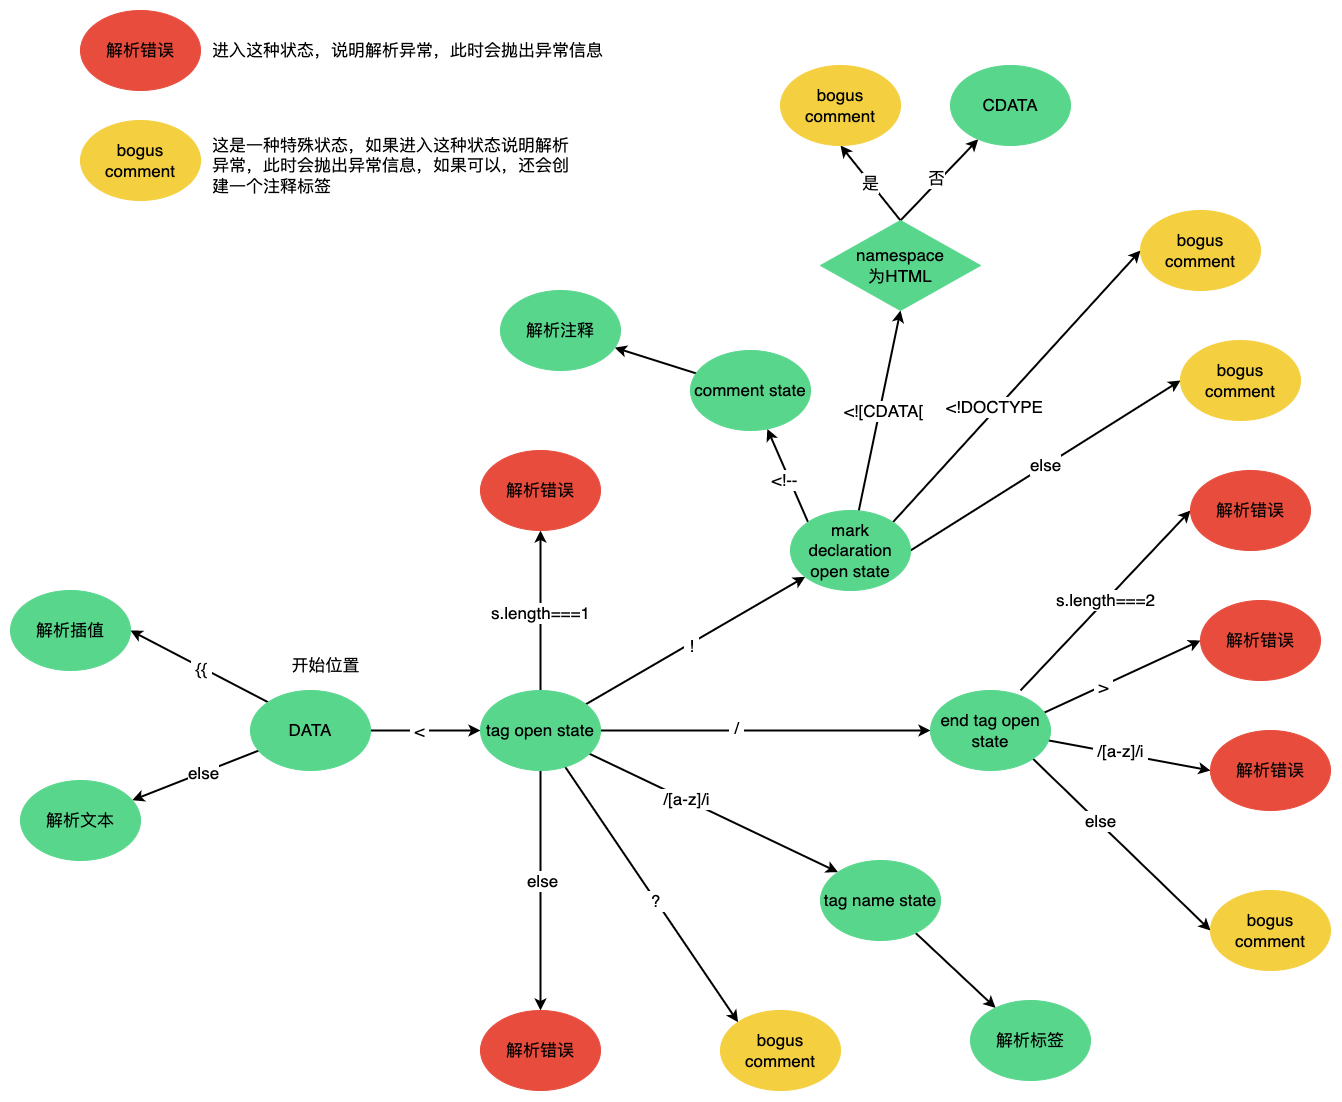 解析错误
进入这种状态，说明解析异常，此时会抛出异常信息
bogus
comment
这是一种特殊状态，如果进入这种状态说明解析
异常，此时会抛出异常信息，如果可以，还会创
建一个注释标签
bogus
comment
CDATA
是
否
namespace
为HTML
bogus
comment
解析注释
comment state
bogus
comment
<![CDATA[
<!DOCTYPE
else
<!--
解析错误
mark
declaration
open state
解析错误
s.length===1
s.length===2
解析插值
{{
开始位置
!
解析错误
>
DATA
<
tag open state
/
end tag open
state
/[a-z]/i
解析错误
else
解析文本
/[a-z]/i
else
else
?
tag name state
bogus
comment
解析错误
bogus
comment
解析标签